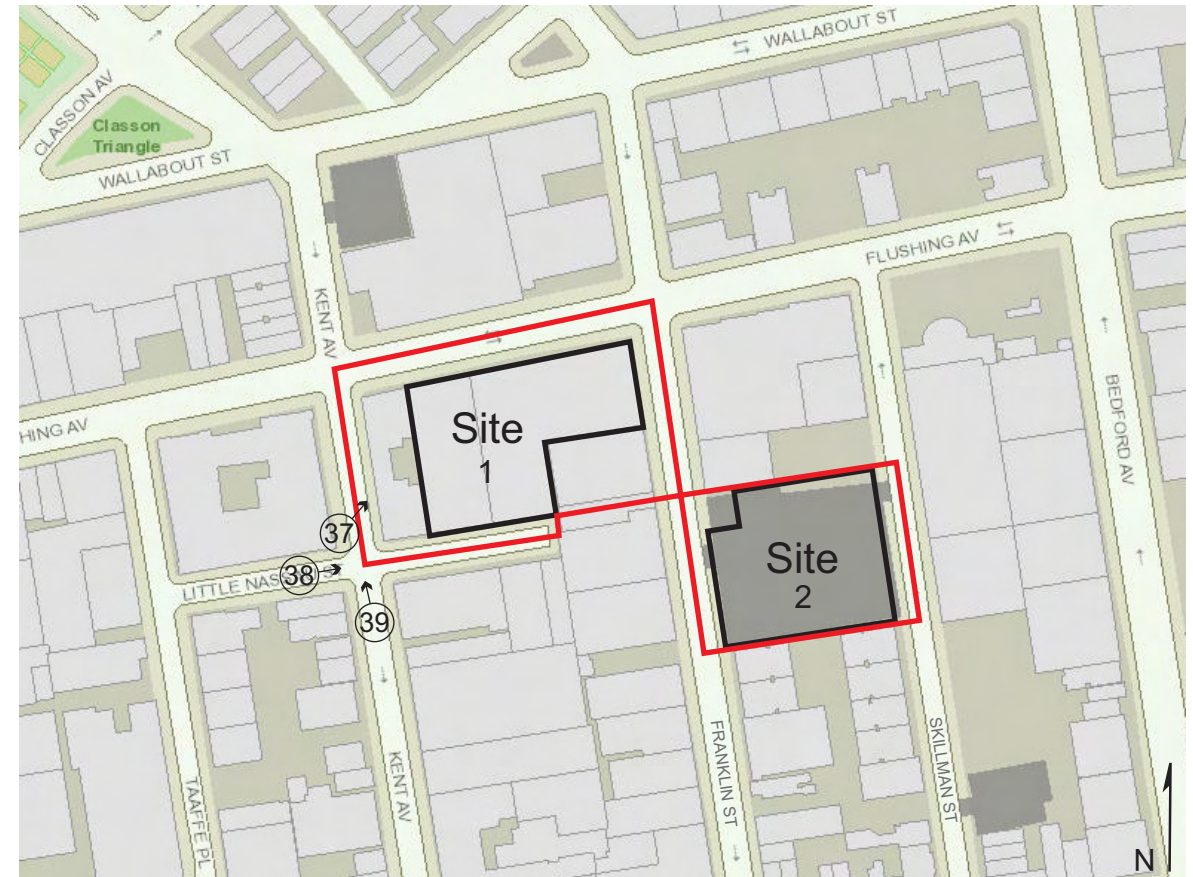 WALLABOUT ST
CLASSON AV
Classon
Triangle
WALLABOUT ST
FLUSHING AV
KENT AV
HING AV
BEDFORD AV
Site
1
Site
2
37
38
39
LITTLE NAS
KENT AV
FRANKLIN ST
SKILLMAN ST
TAAFFE PL
N